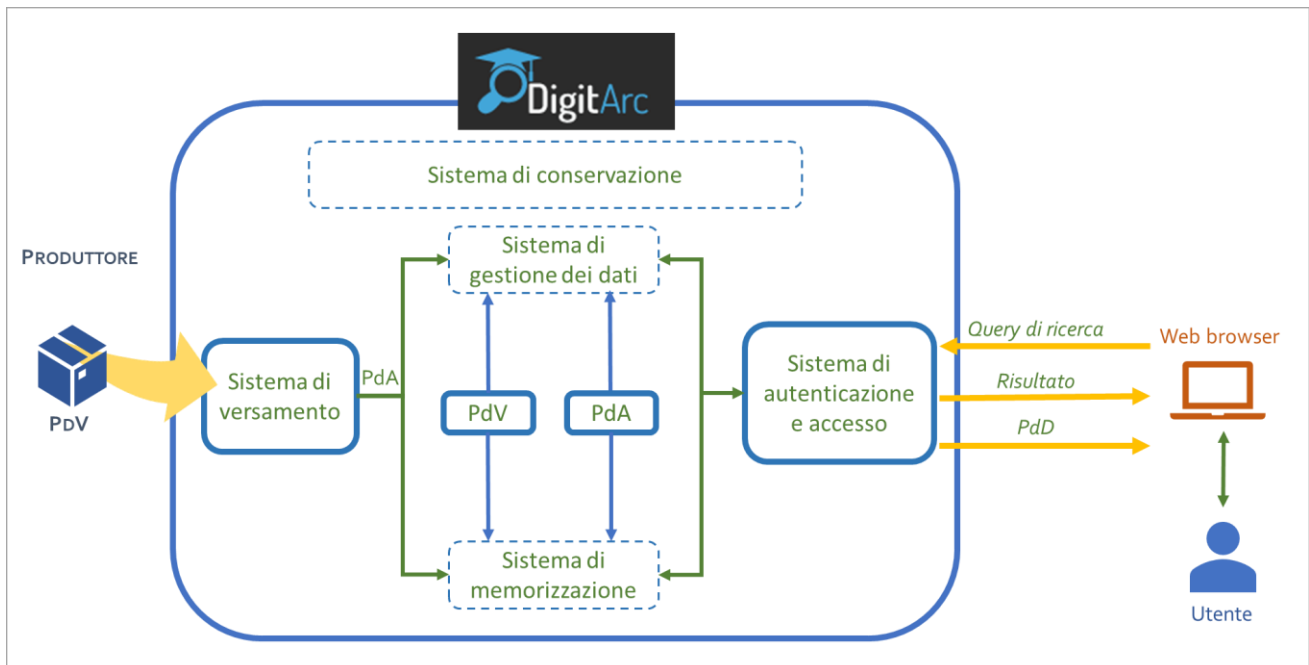 DigitArc
Sistema di conservazione
PRODUTTORE
PDV
Sistema di
versamento
PdA
Sistema di
gestione dei dati
PdV
PdA
Sistema di
memorizzazione
Sistema di
autenticazione
e accesso
Query di ricerca
Risultato
PdD
Web browser
Utente